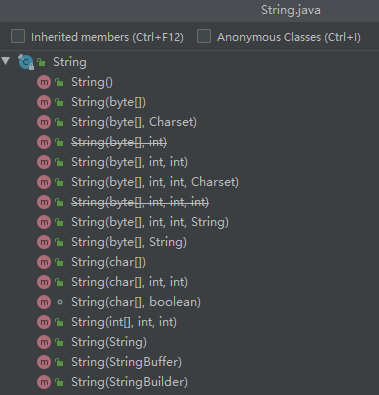 String.java
Inherited members (Ctrl+F12) Anonymous Classes (Ctrl+I)
String
String()
String(byte[])
String(byte[], Charset)
String(byte[], int)
String(byte[], int, int)
String(byte[], int, int, Charset)
String(byte[], int, int, int)
String(byte[], int, int, String)
String(byte[], String)
String(char[])
String(char[], int, int)
String(char[], boolean)
String(int[], int, int)
String(String)
String(StringBuffer)
String(StringBuilder)